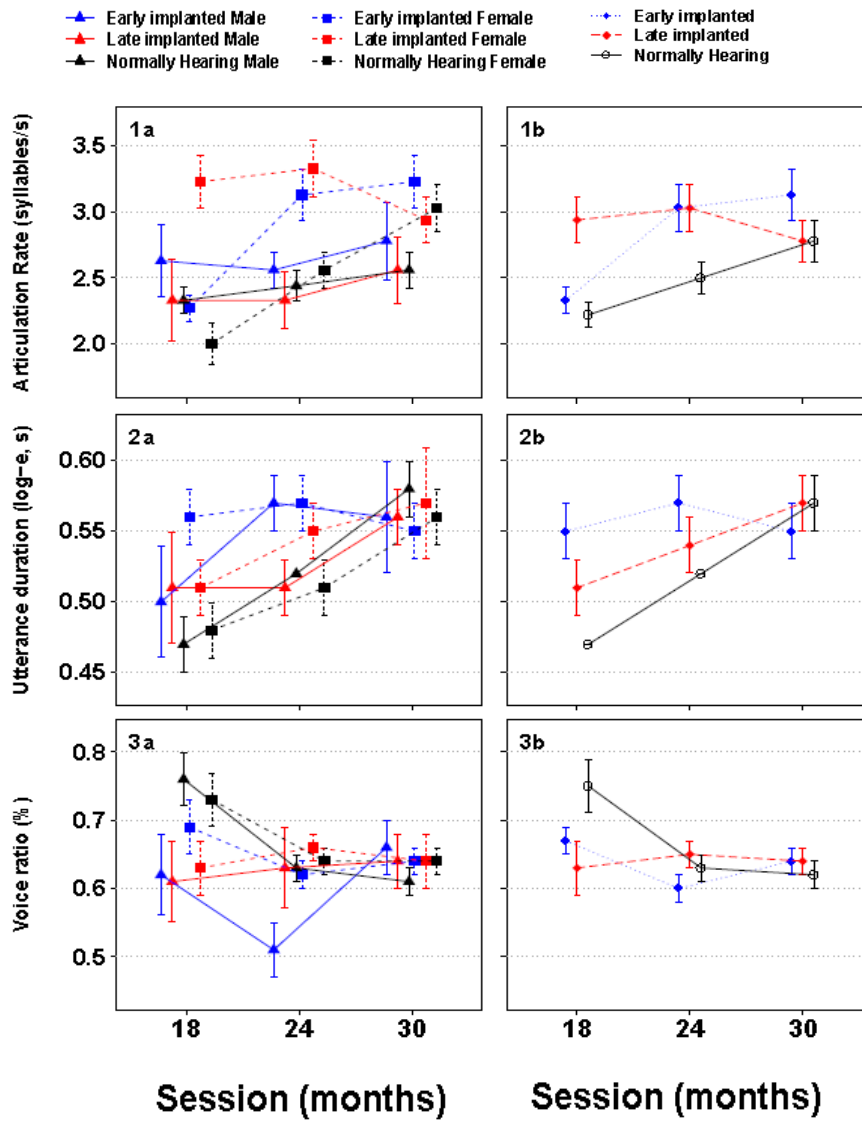 Early implanted Male
Late implanted Male
Normally Hearing Male
Early implanted Female
Late implanted Female
Normally Hearing Female
Early implanted
Late implanted
Normally Hearing
Articulation Rate (syllables/s)
1a
3.5
3.0
2.5
2.0
1b
Utterance duration (log−e, s)
2a
0.60
0.55
0.50
0.45
2b
Voice ratio (%)
3a
0.8
0.7
0.6
0.5
3b
18 24 30
18 24 30
Session (months)
Session (months)